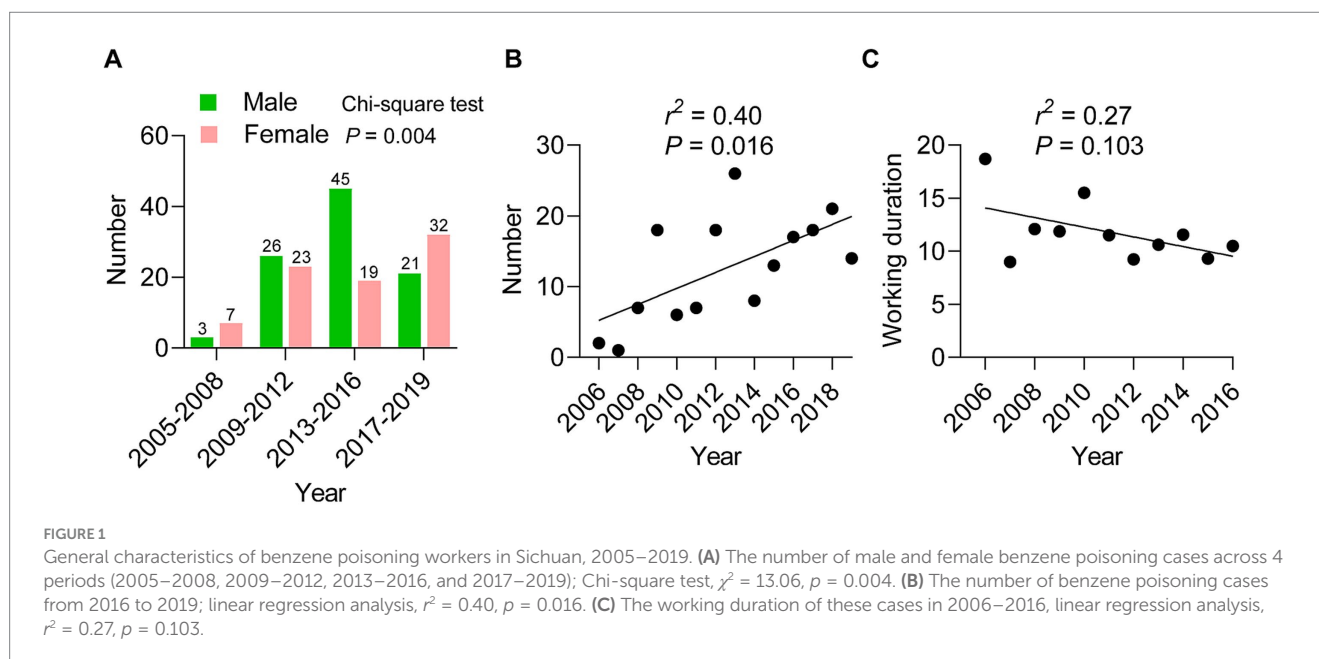 A
Male Chi-square test
Female P = 0.004
60
40
20
0
Number
3
7
26
23
45
19
21
32
2005-2008
2009-2012
2013-2016
2017-2019
Year
B
r² = 0.40
P = 0.016
30
20
10
0
Number
2006
2008
2010
2012
2014
2016
2018
Year
C
r² = 0.27
P = 0.103
20
15
10
5
0
Working duration
2006
2008
2010
2012
2014
2016
Year
FIGURE 1
General characteristics of benzene poisoning workers in Sichuan, 2005–2019. (A) The number of male and female benzene poisoning cases across 4
periods (2005–2008, 2009–2012, 2013–2016, and 2017–2019); Chi-square test, χ² = 13.06, p = 0.004. (B) The number of benzene poisoning cases
from 2016 to 2019; linear regression analysis, r² = 0.40, p = 0.016. (C) The working duration of these cases in 2006–2016, linear regression analysis,
r² = 0.27, p = 0.103.